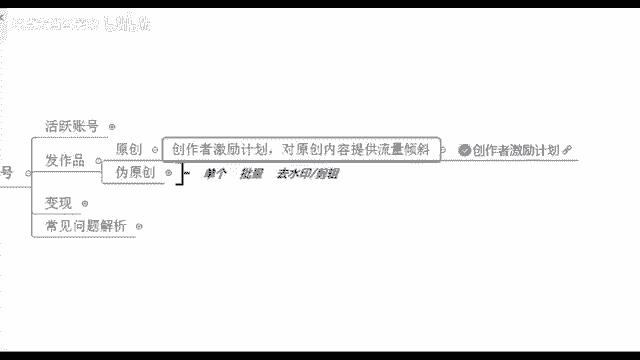 活跃账号
原创 创作者激励计划，对原创内容提供流量倾斜 创作者激励计划
发作品
号
伪原创 单个 批量 去水印/剪辑
变现
常见问题解析